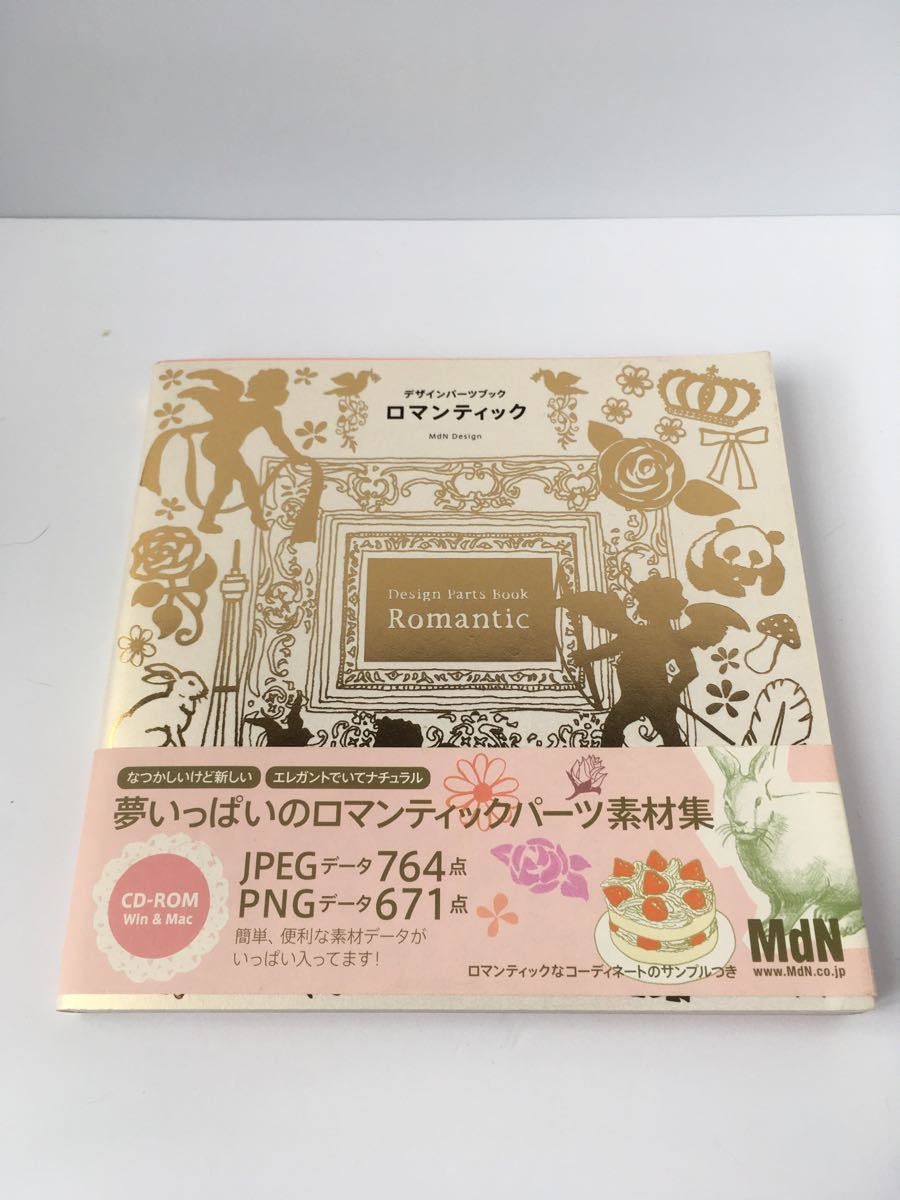 デザインパーツブック
ロマンティック
MdN Design
Design Parts Book
Romantic
なつかしいけど新しい
エレガントでいてナチュラル
夢いっぱいのロマンティックパーツ素材集
CD-ROM
Win & Mac
JPEGデータ764点
PNGデータ671点
簡単、便利な素材データが
いっぱい入ってます!
ロマンティックなコーディネートのサンプルつき
MdN
www.MdN.co.jp